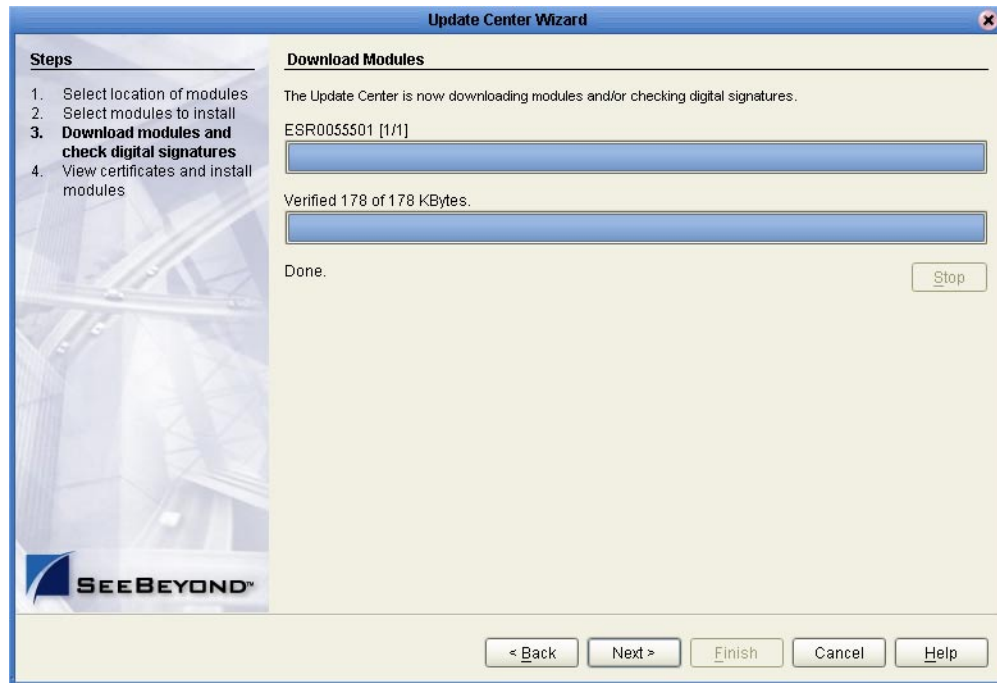 Update Center Wizard
Steps
1. Select location of modules
2. Select modules to install
3. Download modules and
check digital signatures
4. View certificates and install
modules
SEEBEYOND™
Download Modules
The Update Center is now downloading modules and/or checking digital signatures.
ESR0055501 [1/1]
Verified 178 of 178 KBytes.
Done.
Stop
< Back
Next >
Finish
Cancel
Help